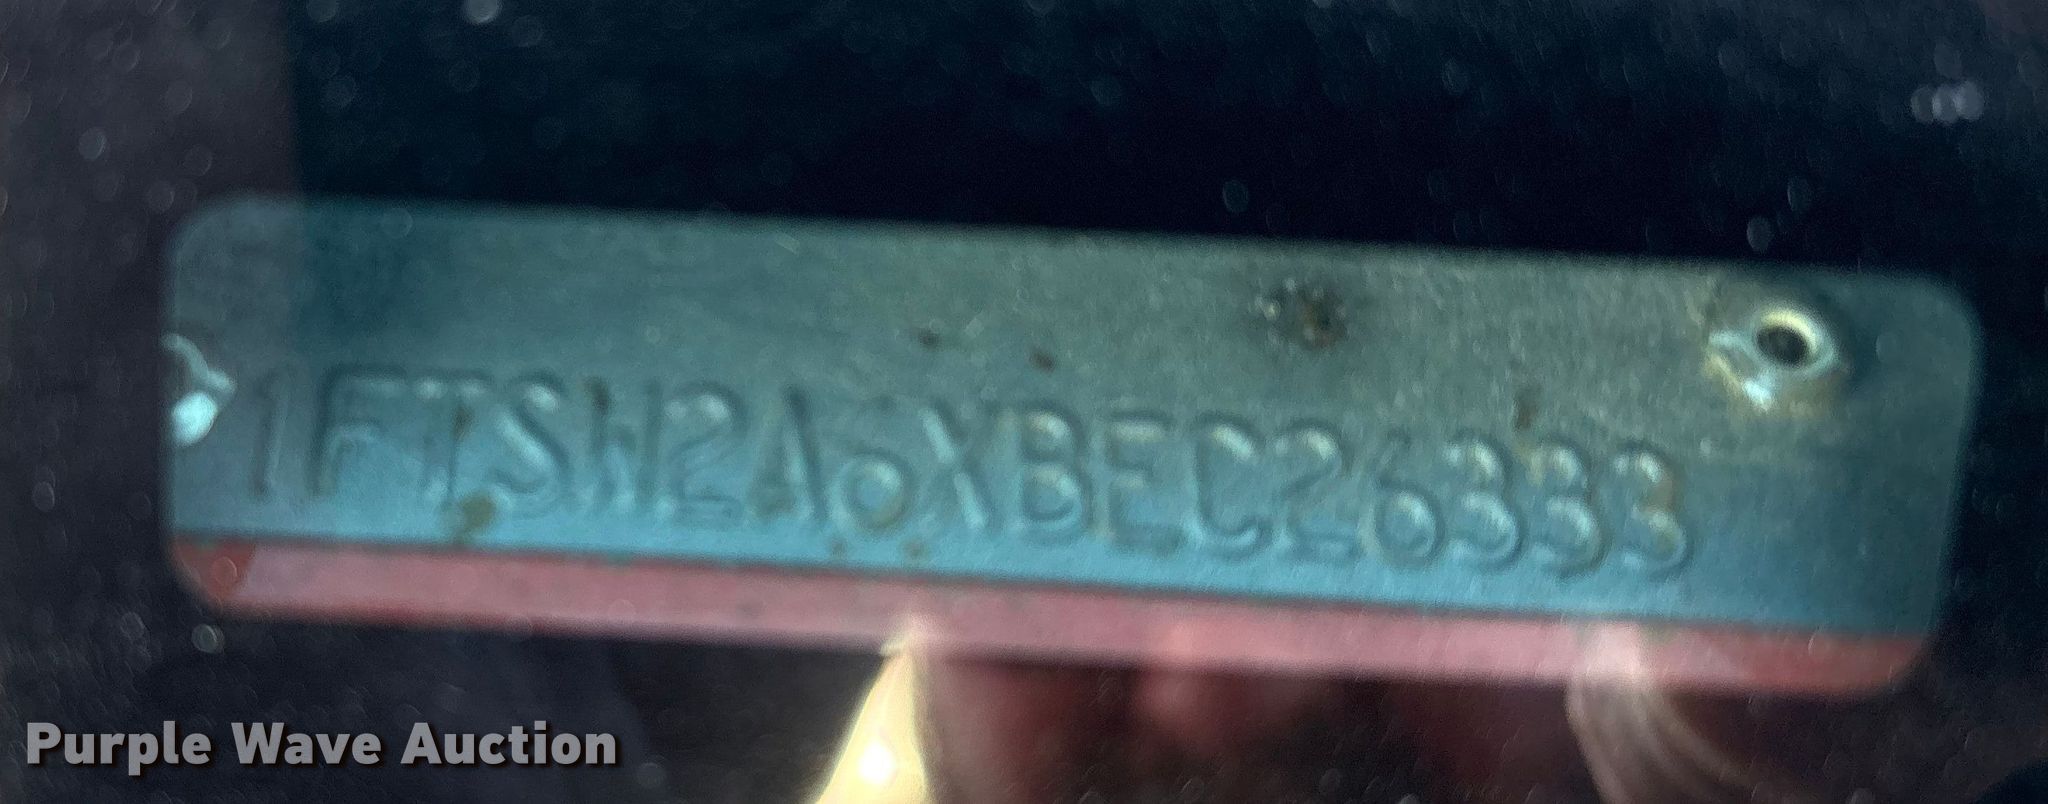 1FTSW2A6XBEC26333
Purple Wave Auction